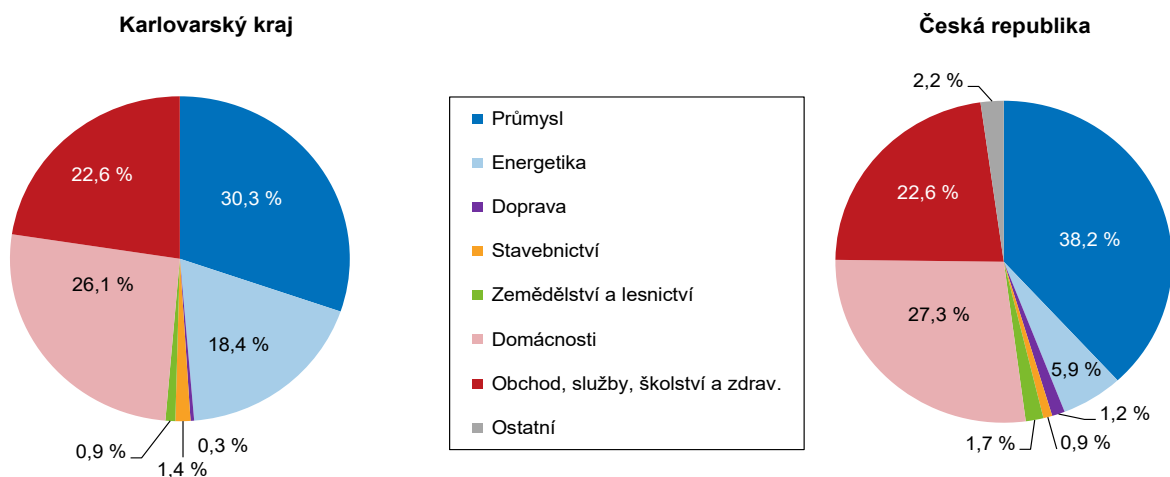 Karlovarský kraj
22,6 %
30,3 %
26,1 %
18,4 %
0,9 %
0,3 %
1,4 %
Průmysl
Energetika
Doprava
Stavebnictví
Zemědělství a lesnictví
Domácnosti
Obchod, služby, školství a zdrav.
Ostatní
Česká republika
2,2 %
22,6 %
38,2 %
27,3 %
5,9 %
1,2 %
1,7 %
0,9 %